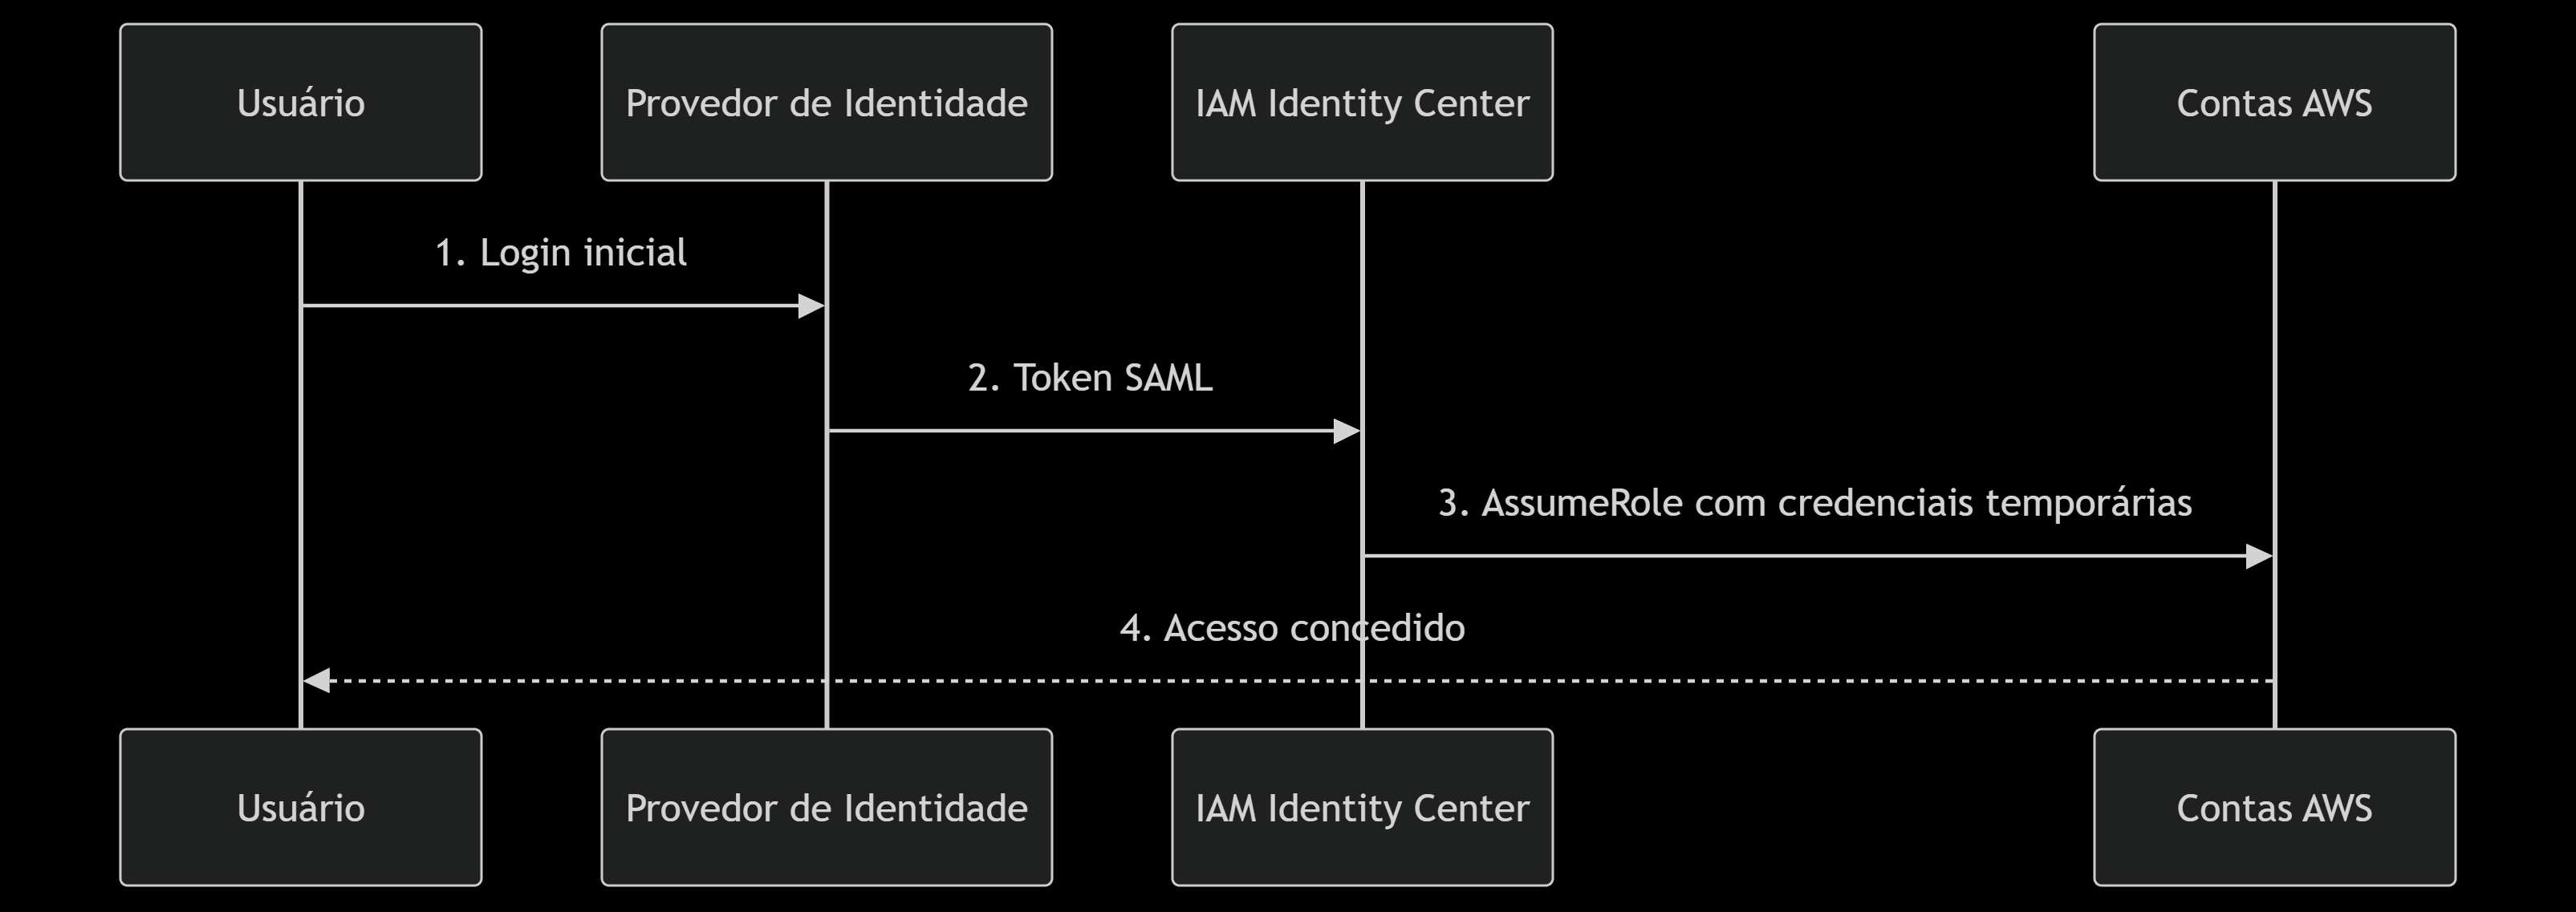 Usuário
Provedor de Identidade
IAM Identity Center
Contas AWS
1. Login inicial
2. Token SAML
3. AssumeRole com credenciais temporárias
4. Acesso concedido
Usuário
Provedor de Identidade
IAM Identity Center
Contas AWS